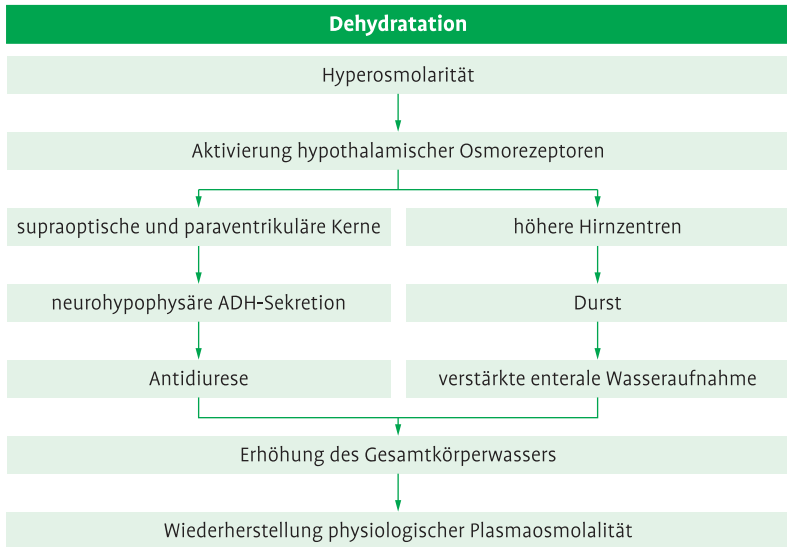 Dehydratation
Hyperosmolarität
Aktivierung hypothalamischer Osmorezeptoren
supraoptische und paraventrikuläre Kerne
höhere Hirnzentren
neurohypophysäre ADH-Sekretion
Durst
Antidiurese
verstärkte enterale Wasseraufnahme
Erhöhung des Gesamtkörperwassers
Wiederherstellung physiologischer Plasmaosmolalität